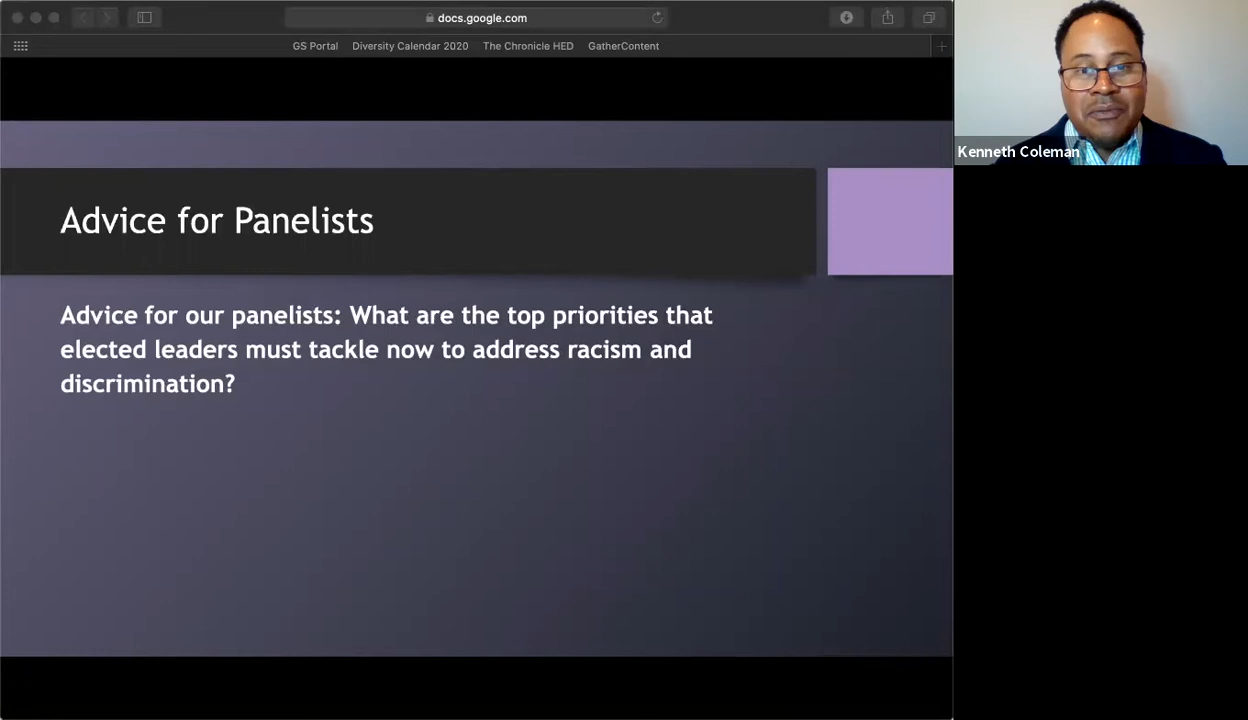 docs.google.com
GS Portal Diversity Calendar 2020 The Chronicle HED GatherContent
Kenneth Coleman
Advice for Panelists
Advice for our panelists: What are the top priorities that
elected leaders must tackle now to address racism and
discrimination?